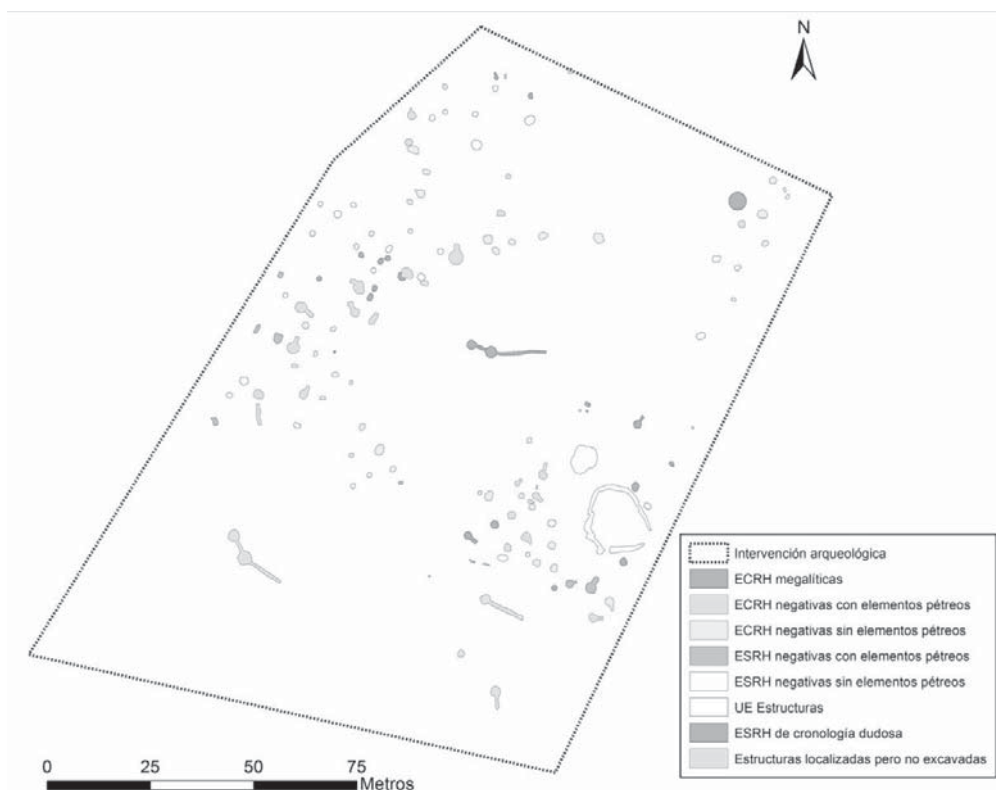 N
Intervención arqueológica
ECRH megalíticas
ECRH negativas con elementos pétreos
ECRH negativas sin elementos pétreos
ESRH negativas con elementos pétreos
ESRH negativas sin elementos pétreos
UE Estructuras
ESRH de cronología dudosa
Estructuras localizadas pero no excavadas
0 25 50 75
Metros